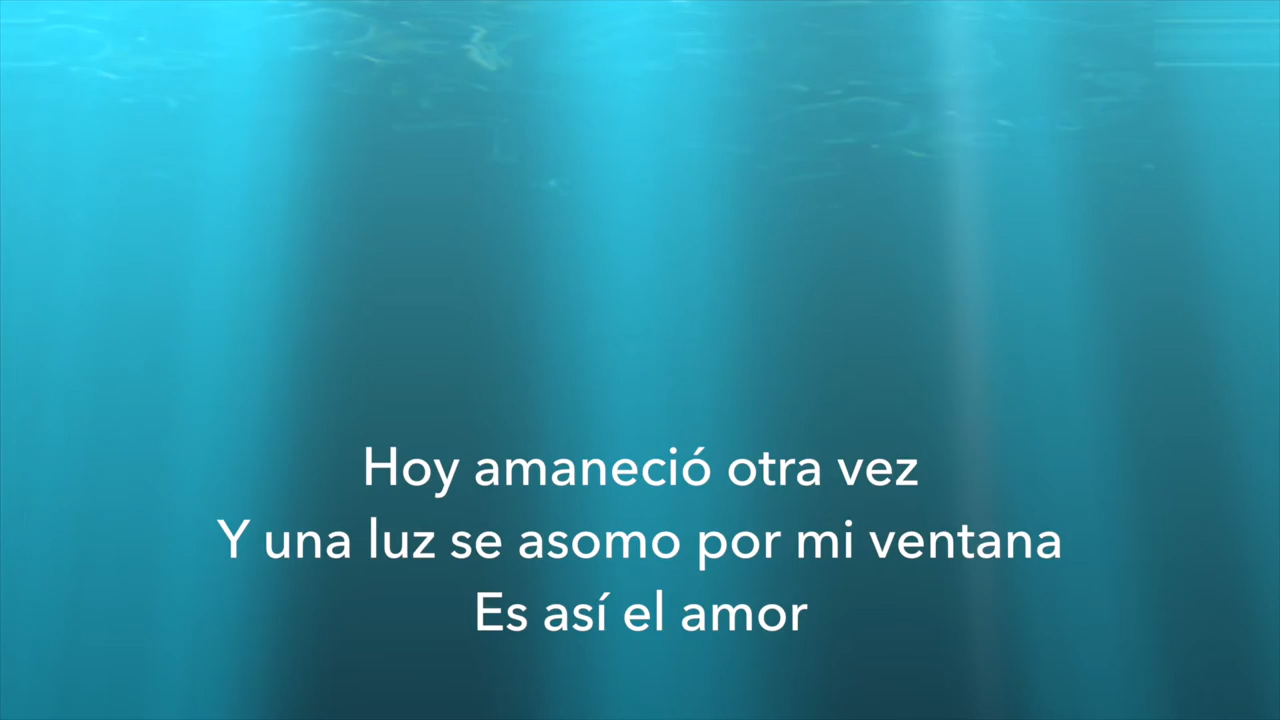 Hoy amaneció otra vez
Y una luz se asomo por mi ventana
Es así el amor